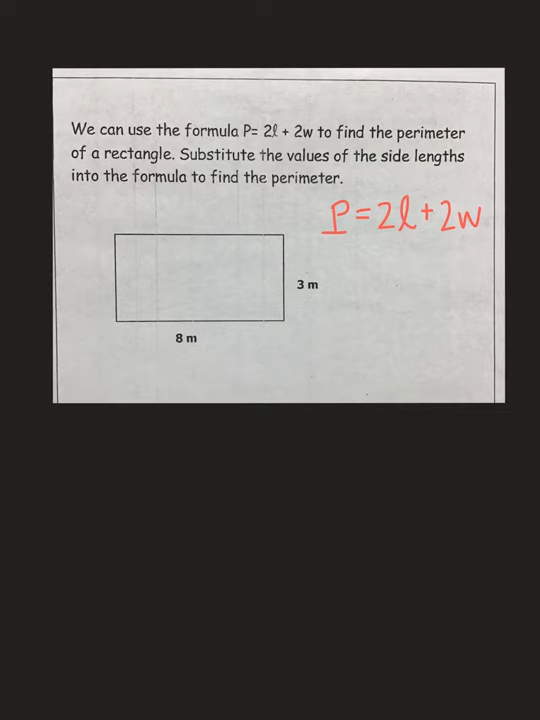 We can use the formula P= 2ℓ + 2w to find the perimeter
of a rectangle. Substitute the values of the side lengths
into the formula to find the perimeter.
P=2ℓ+2w
3 m
8 m